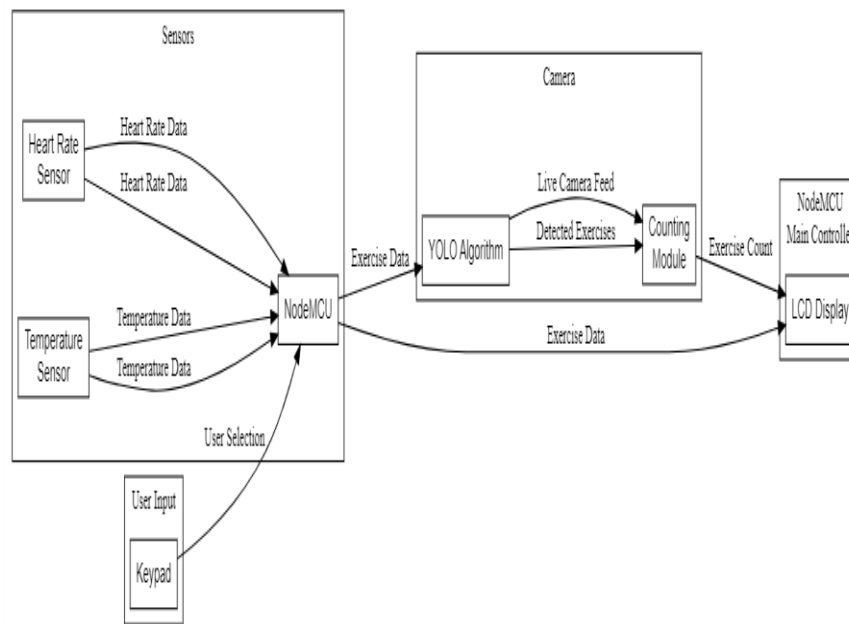 Sensors
Heart Rate
Sensor
Heart Rate Data
Heart Rate Data
Temperature
Sensor
Temperature Data
Temperature Data
NodeMCU
User Selection
User Input
Keypad
Exercise Data
Camera
YOLO Algorithm
Live Camera Feed
Detected Exercises
Counting
Module
Exercise Count
Exercise Data
NodeMCU
Main Controlle
LCD Display